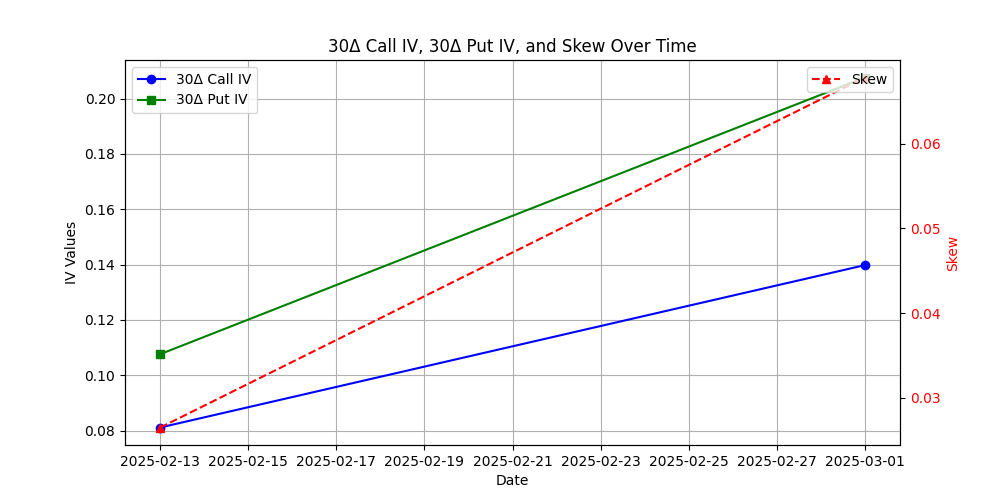 30Δ Call IV, 30Δ Put IV, and Skew Over Time
30Δ Call IV
30Δ Put IV
Skew
0.20
0.18
0.16
0.14
0.12
0.10
0.08
IV Values
0.06
0.05
0.04
0.03
Skew
2025-02-13 2025-02-15 2025-02-17 2025-02-19 2025-02-21 2025-02-23 2025-02-25 2025-02-27 2025-03-01
Date